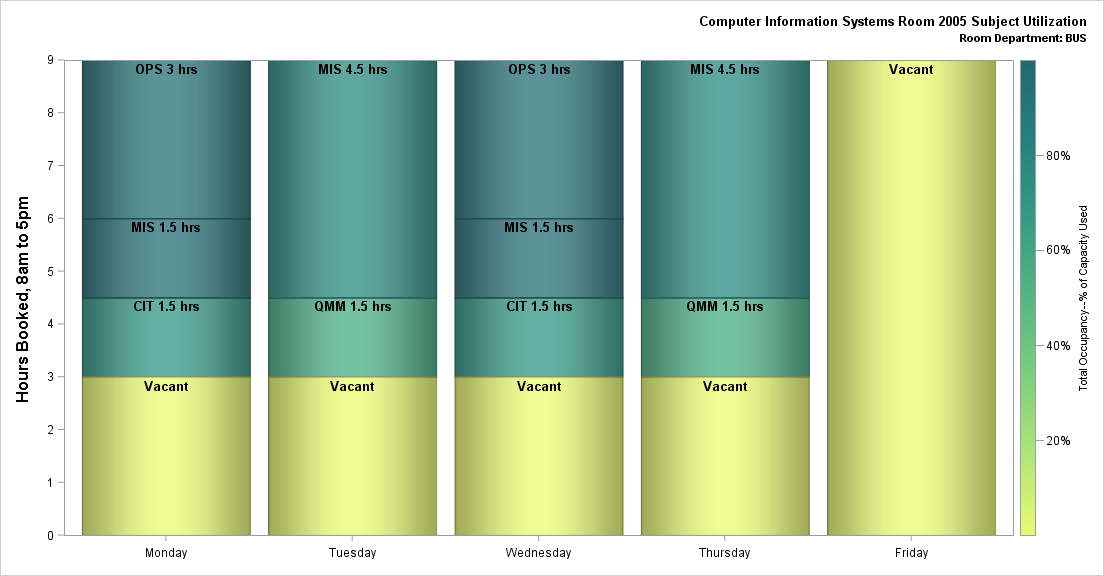 Computer Information Systems Room 2005 Subject Utilization
Room Department: BUS
Hours Booked, 8am to 5pm
9
8
7
6
5
4
3
2
1
0
OPS 3 hrs
MIS 1.5 hrs
CIT 1.5 hrs
Vacant
MIS 4.5 hrs
QMM 1.5 hrs
Vacant
OPS 3 hrs
MIS 1.5 hrs
CIT 1.5 hrs
Vacant
MIS 4.5 hrs
QMM 1.5 hrs
Vacant
Vacant
Monday
Tuesday
Wednesday
Thursday
Friday
80%
60%
40%
20%
Total Occupancy--% of Capacity Used